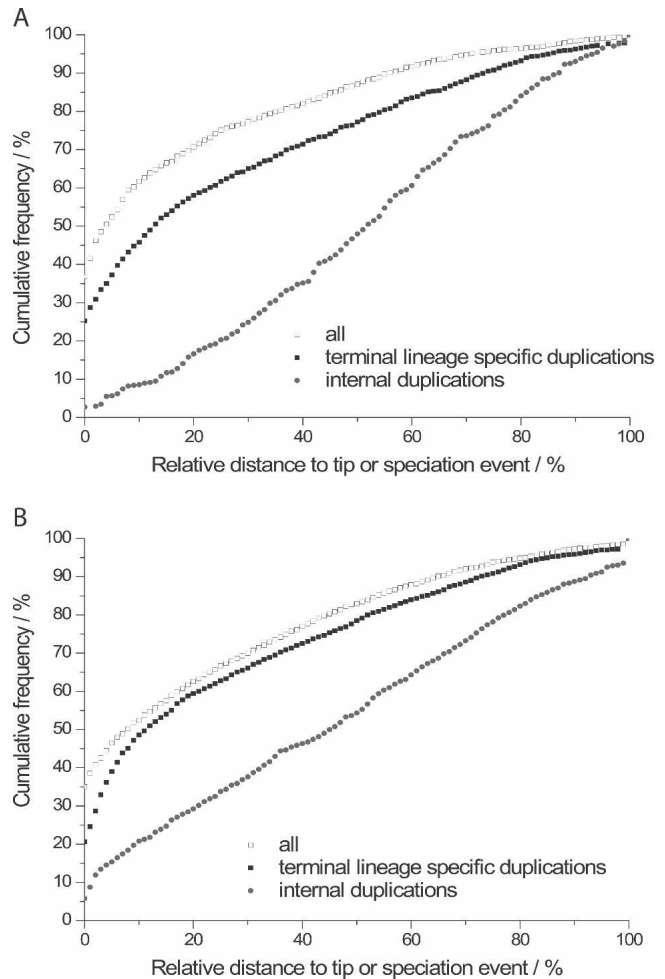 A
Cumulative frequency / %
100
90
80
70
60
50
40
30
20
10
0
all
terminal lineage specific duplications
internal duplications
0 20 40 60 80 100
Relative distance to tip or speciation event / %
B
Cumulative frequency / %
100
90
80
70
60
50
40
30
20
10
0
all
terminal lineage specific duplications
internal duplications
0 20 40 60 80 100
Relative distance to tip or speciation event / %